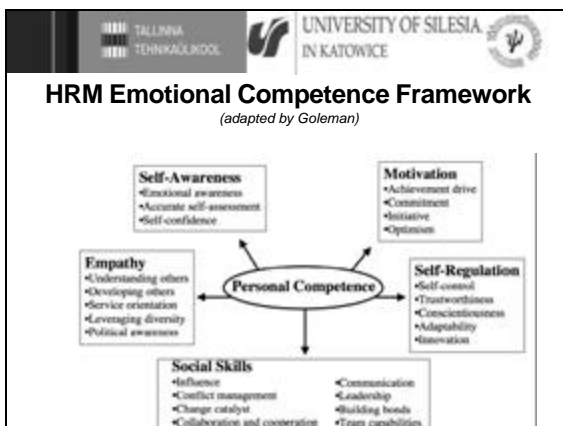 TALLINNA
TEHNIKAÜLIKOOL
UNIVERSITY OF SILESIA
IN KATOWICE
HRM Emotional Competence Framework
(adapted by Goleman)
Self-Awareness
•Emotional awareness
•Accurate self-assessment
•Self-confidence
Motivation
•Achievement drive
•Commitment
•Initiative
•Optimism
Empathy
•Understanding others
•Developing others
•Service orientation
•Leveraging diversity
•Political awareness
Personal Competence
Self-Regulation
•Self-control
•Trustworthiness
•Conscientiousness
•Adaptability
•Innovation
Social Skills
•Influence
•Conflict management
•Change catalyst
•Collaboration and cooperation
•Communication
•Leadership
•Building bonds
•Team capabilities